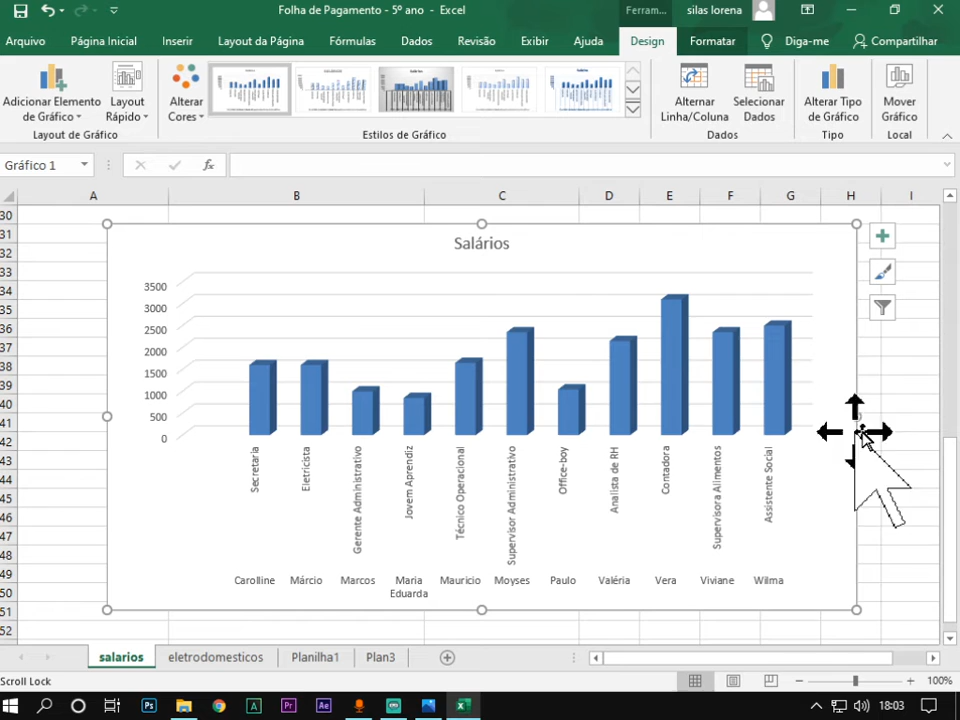 Folha de Pagamento - 5º ano - Excel
Ferram...
silas lorena
Arquivo
Página Inicial
Inserir
Layout da Página
Fórmulas
Dados
Revisão
Exibir
Ajuda
Design
Formatar
Diga-me
Compartilhar
Adicionar Elemento de Gráfico
Layout Rápido
Alterar Cores
Alternar Linha/Coluna
Selecionar Dados
Alterar Tipo de Gráfico
Mover Gráfico
Layout de Gráfico
Estilos de Gráfico
Dados
Tipo
Local
Gráfico 1
fx
A B C D E F G H I
30
31
32
33
34
35
36
37
38
39
40
41
42
43
44
45
46
47
48
49
50
51
52
Salários
3500
3000
2500
2000
1500
1000
500
0
Secretaria
Eletricista
Gerente Administrativo
Jovem Aprendiz
Técnico Operacional
Supervisor Administrativo
Office-boy
Analista de RH
Contadora
Supervisora Alimentos
Assistente Social
Carolline Márcio Marcos Maria Eduarda Mauricio Moyses Paulo Valéria Vera Viviane Wilma
salarios
eletrodomesticos
Planilha1
Plan3
Scroll Lock
100%
Ps
A
Pr
Ae
18:03